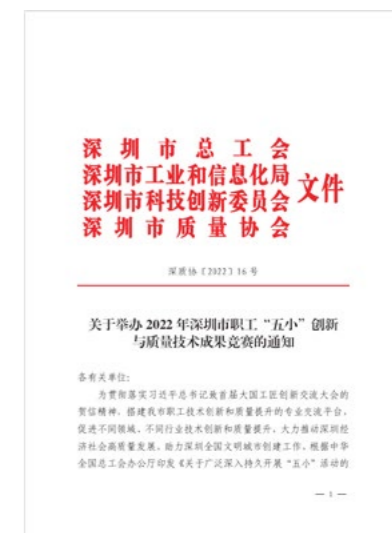 深圳市总工会
深圳市工业和信息化局
深圳市科技创新委员会
深圳市质量协会
文件
深质协〔2022〕16号
关于举办2022年深圳市职工“五小”创新
与质量技术成果竞赛的通知
各有关单位：
为贯彻落实习近平总书记致首届大国工匠创新交流大会的
贺信精神，搭建我市职工技术创新和质量提升的专业交流平台，
促进不同领域、不同行业技术创新和质量提升，大力推动深圳经
济社会高质量发展，助力深圳全国文明城市创建工作，根据中华
全国总工会办公厅印发《关于广泛深入持久开展“五小”活动的
— 1 —